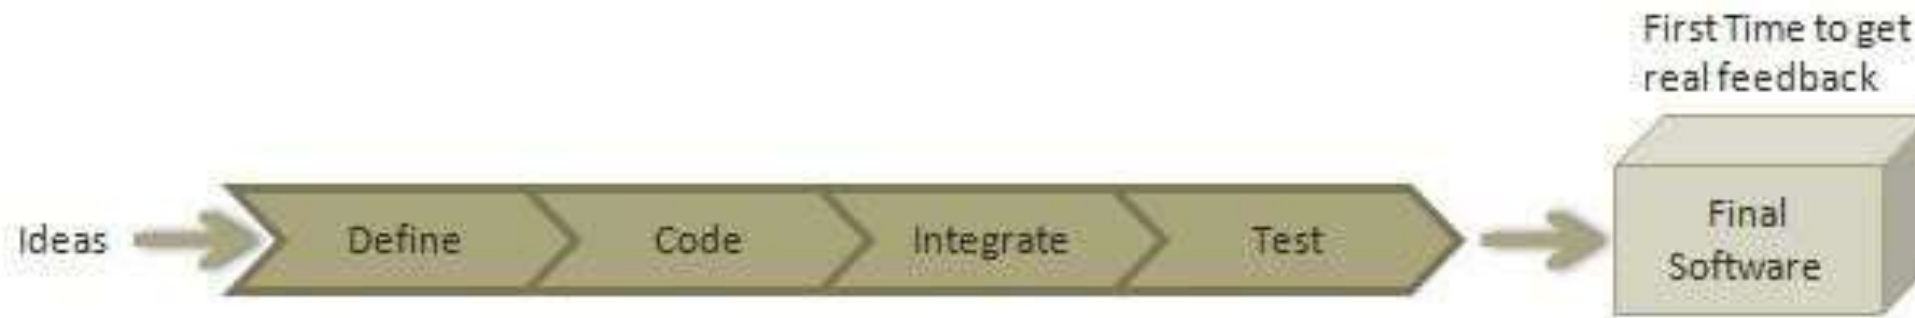 First Time to get
real feedback
Ideas
Define
Code
Integrate
Test
Final
Software